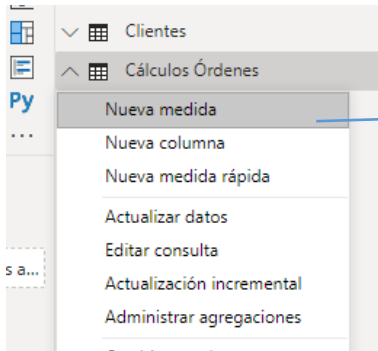 Clientes
Cálculos Órdenes
Py
Nueva medida
...
Nueva columna
Nueva medida rápida
Actualizar datos
Editar consulta
s a...
Actualización incremental
Administrar agregaciones